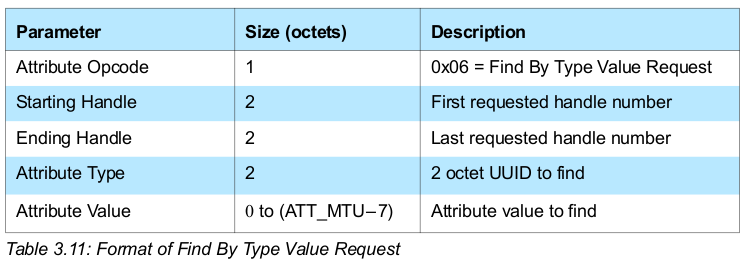 Parameter Size (octets) Description
Attribute Opcode 1 0x06 = Find By Type Value Request
Starting Handle 2 First requested handle number
Ending Handle 2 Last requested handle number
Attribute Type 2 2 octet UUID to find
Attribute Value 0 to (ATT_MTU−7) Attribute value to find
Table 3.11: Format of Find By Type Value Request